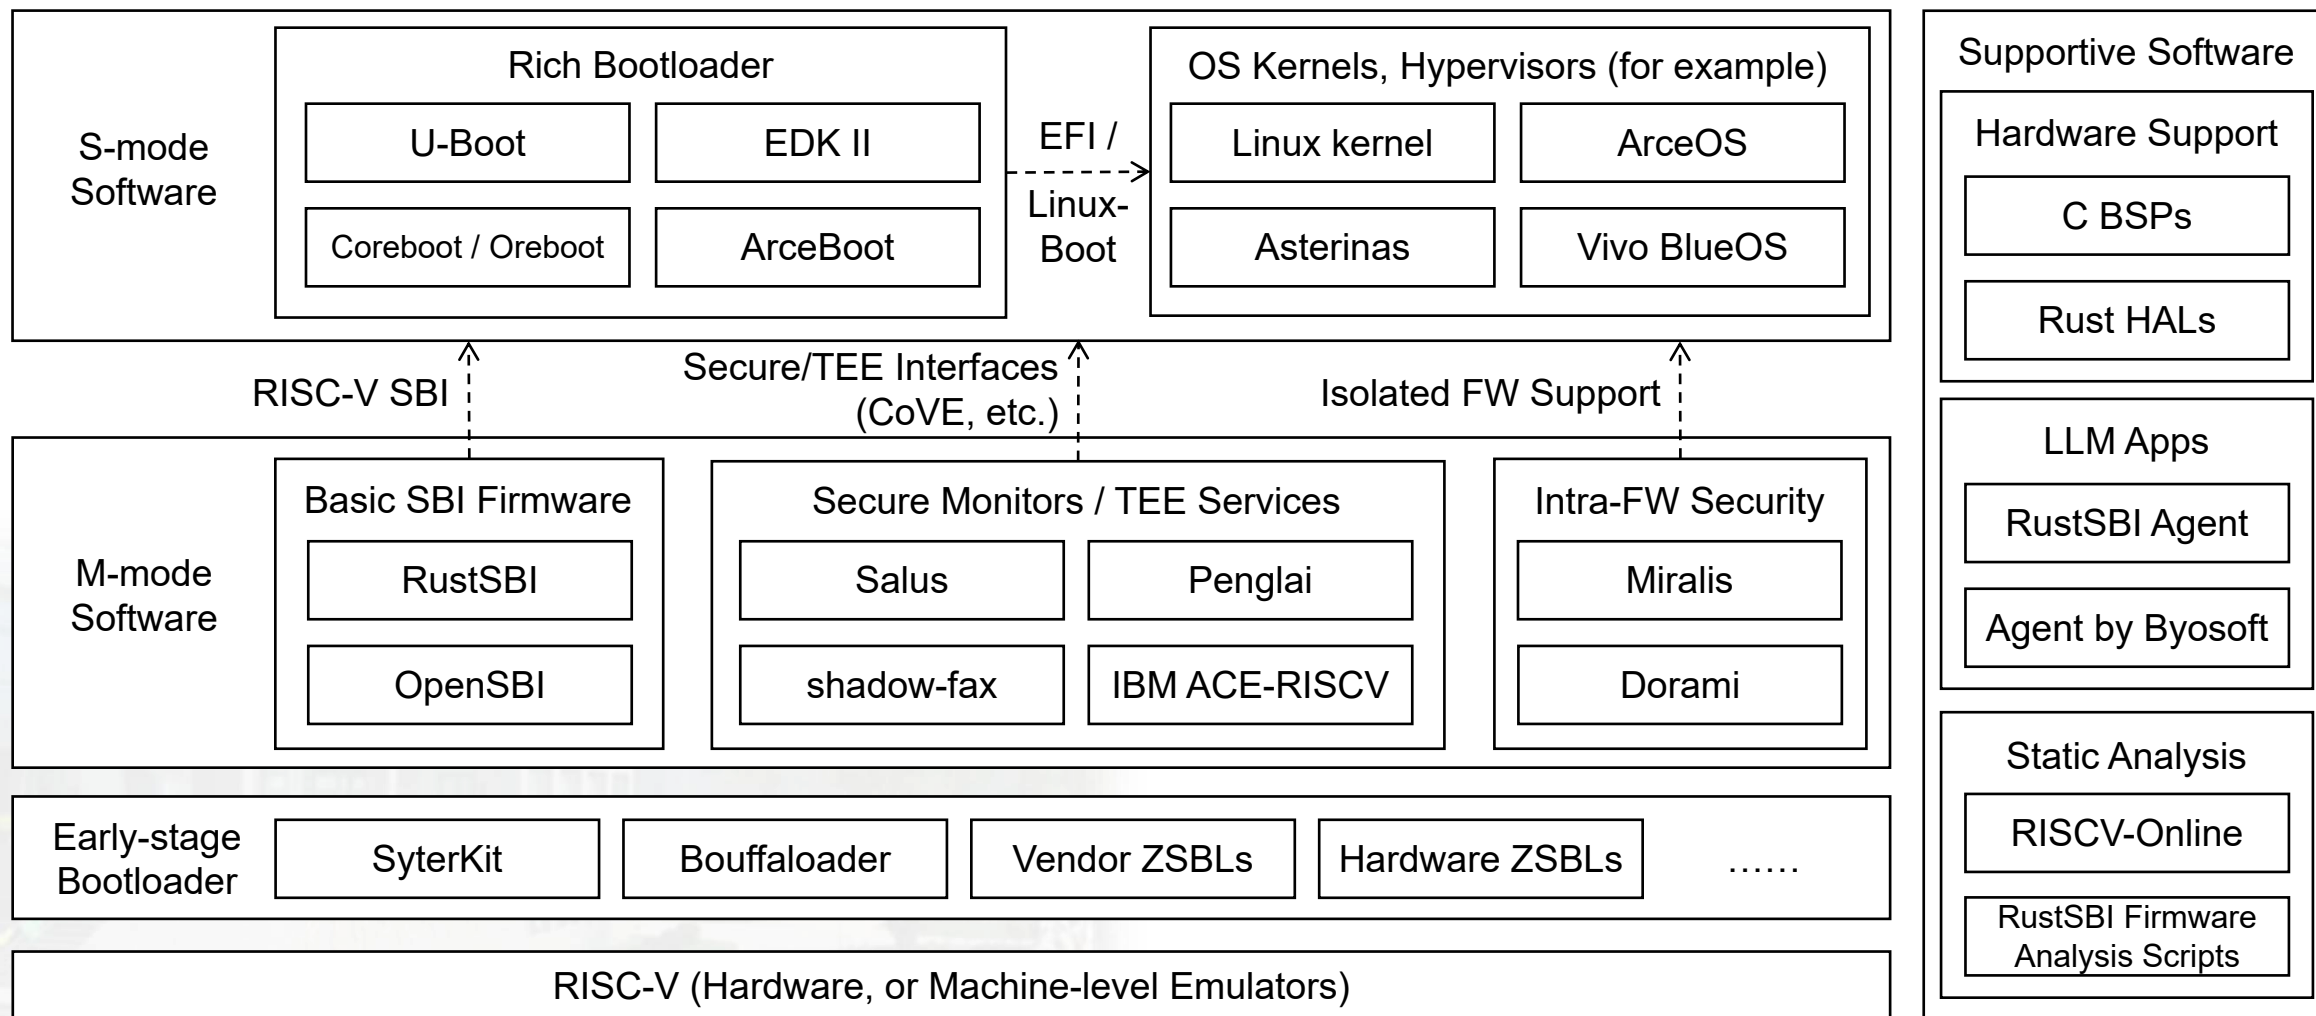 S-mode
Software
Rich Bootloader
U-Boot
EDK II
Coreboot / Oreboot
ArceBoot
EFI /
Linux-
Boot
OS Kernels, Hypervisors (for example)
Linux kernel
ArceOS
Asterinas
Vivo BlueOS
RISC-V SBI
Secure/TEE Interfaces
(CoVE, etc.)
Isolated FW Support
M-mode
Software
Basic SBI Firmware
RustSBI
OpenSBI
Secure Monitors / TEE Services
Salus
Penglai
shadow-fax
IBM ACE-RISCV
Intra-FW Security
Miralis
Dorami
Early-stage
Bootloader
SyterKit
Bouffaloader
Vendor ZSBLs
Hardware ZSBLs
……
RISC-V (Hardware, or Machine-level Emulators)
Supportive Software
Hardware Support
C BSPs
Rust HALs
LLM Apps
RustSBI Agent
Agent by Byosoft
Static Analysis
RISCV-Online
RustSBI Firmware
Analysis Scripts